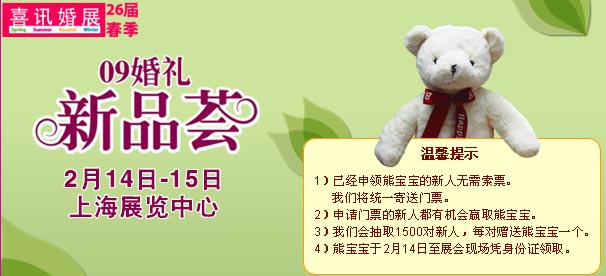 喜讯婚展
Spring Summer Autumn Winter
26届
春季
09婚礼
新品荟
2月14日-15日
上海展览中心
Happy
温馨提示
1）已经申领能宝宝的新人无需索票。
我们将统一寄送门票。
2）申请门票的新人都有机会赢取能宝宝。
3）我们会抽取1500对新人，每对赠送能宝宝一个。
4）能宝宝于2月14日至展会现场凭身份证领取。